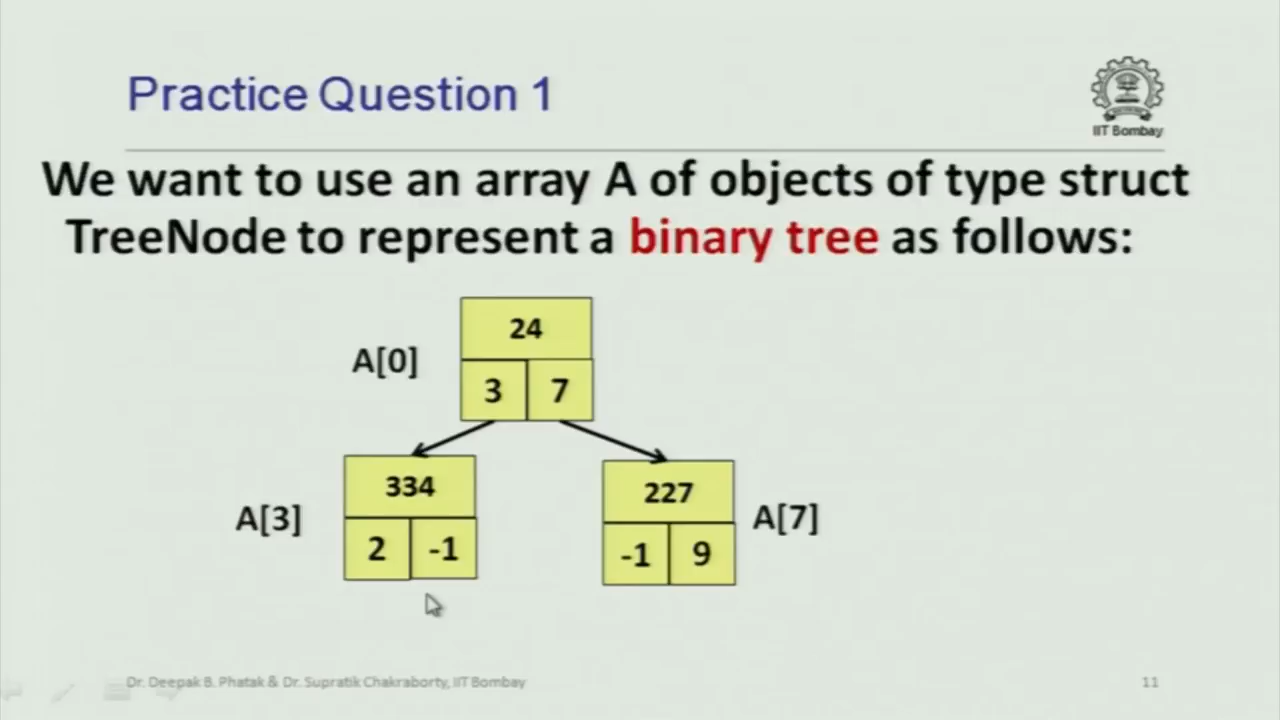 Practice Question 1
IIT Bombay
We want to use an array A of objects of type struct
TreeNode to represent a binary tree as follows:
24
A[0]
3 7
334
227
A[3]
A[7]
2 -1
-1 9
Dr. Deepak B. Phatak & Dr. Supratik Chakraborty, IIT Bombay
11